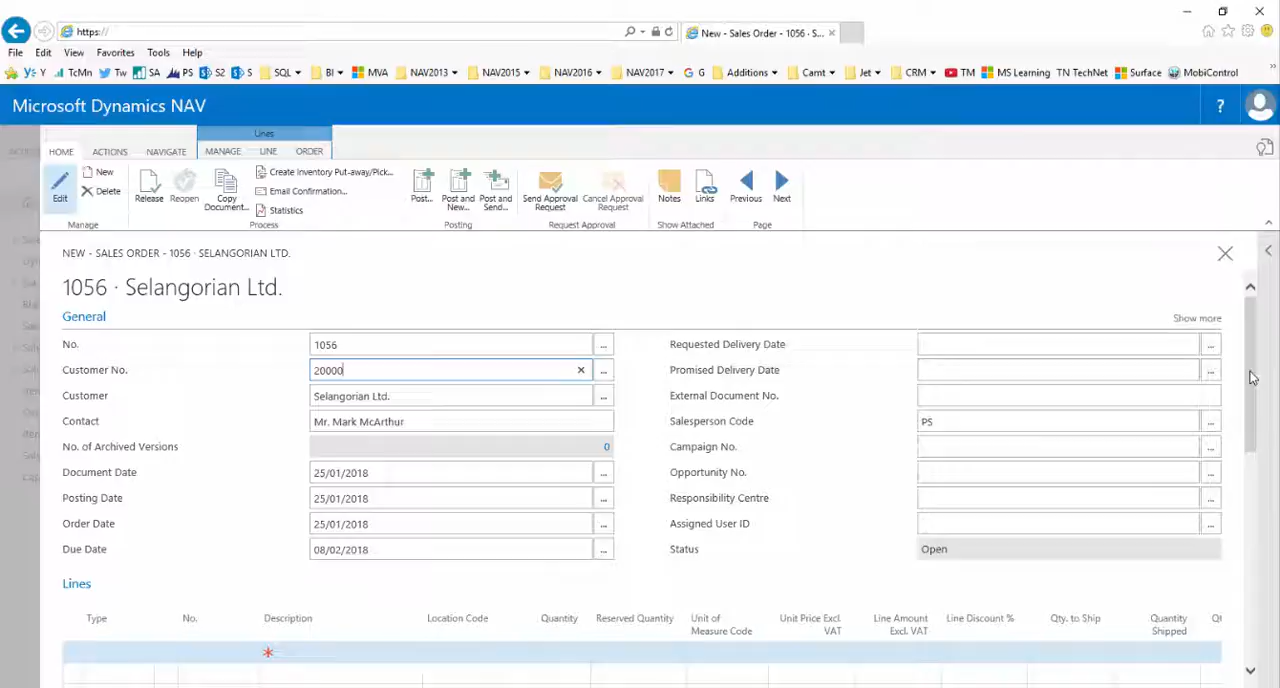 https://
New - Sales Order - 1056 · S...
File Edit View Favorites Tools Help
Y TcMn Tw SA PS S2 S SQL BI MVA NAV2013 NAV2015 NAV2016 NAV2017 G Additions Camt Jet CRM TM MS Learning TN TechNet Surface MobiControl
Microsoft Dynamics NAV
?
Lines
HOME ACTIONS NAVIGATE MANAGE LINE ORDER
Edit
New
Delete
Manage
Release
Reopen
Copy Document...
Create Inventory Put-away/Pick...
Email Confirmation...
Statistics
Process
Post...
Post and New...
Post and Send...
Posting
Send Approval Request
Cancel Approval Request
Request Approval
Notes
Links
Show Attached
Previous
Next
Page
NEW - SALES ORDER - 1056 · SELANGORIAN LTD.
1056 · Selangorian Ltd.
General
Show more
No. 1056
Customer No. 20000
Customer Selangorian Ltd.
Contact Mr. Mark McArthur
No. of Archived Versions 0
Document Date 25/01/2018
Posting Date 25/01/2018
Order Date 25/01/2018
Due Date 08/02/2018
Requested Delivery Date
Promised Delivery Date
External Document No.
Salesperson Code PS
Campaign No.
Opportunity No.
Responsibility Centre
Assigned User ID
Status Open
Lines
Type No. Description Location Code Quantity Reserved Quantity Unit of Measure Code Unit Price Excl. VAT Line Amount Excl. VAT Line Discount % Qty. to Ship Quantity Shipped